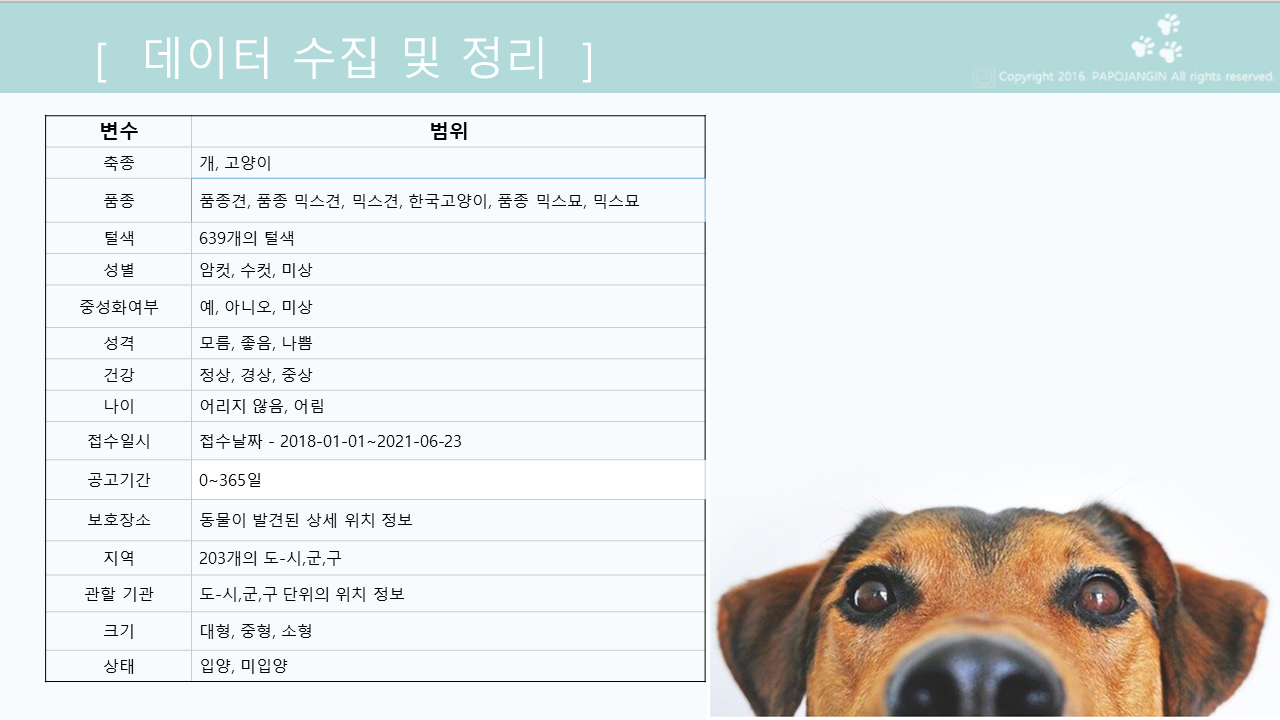 [ 데이터 수집 및 정리 ]
Copyright 2016. PAPOJANGIN All rights reserved.
변수 범위
축종 개, 고양이
품종 품종견, 품종 믹스견, 믹스견, 한국고양이, 품종 믹스묘, 믹스묘
털색 639개의 털색
성별 암컷, 수컷, 미상
중성화여부 예, 아니오, 미상
성격 모름, 좋음, 나쁨
건강 정상, 경상, 중상
나이 어리지 않음, 어림
접수일시 접수날짜 - 2018-01-01~2021-06-23
공고기간 0~365일
보호장소 동물이 발견된 상세 위치 정보
지역 203개의 도-시,군,구
관할 기관 도-시,군,구 단위의 위치 정보
크기 대형, 중형, 소형
상태 입양, 미입양